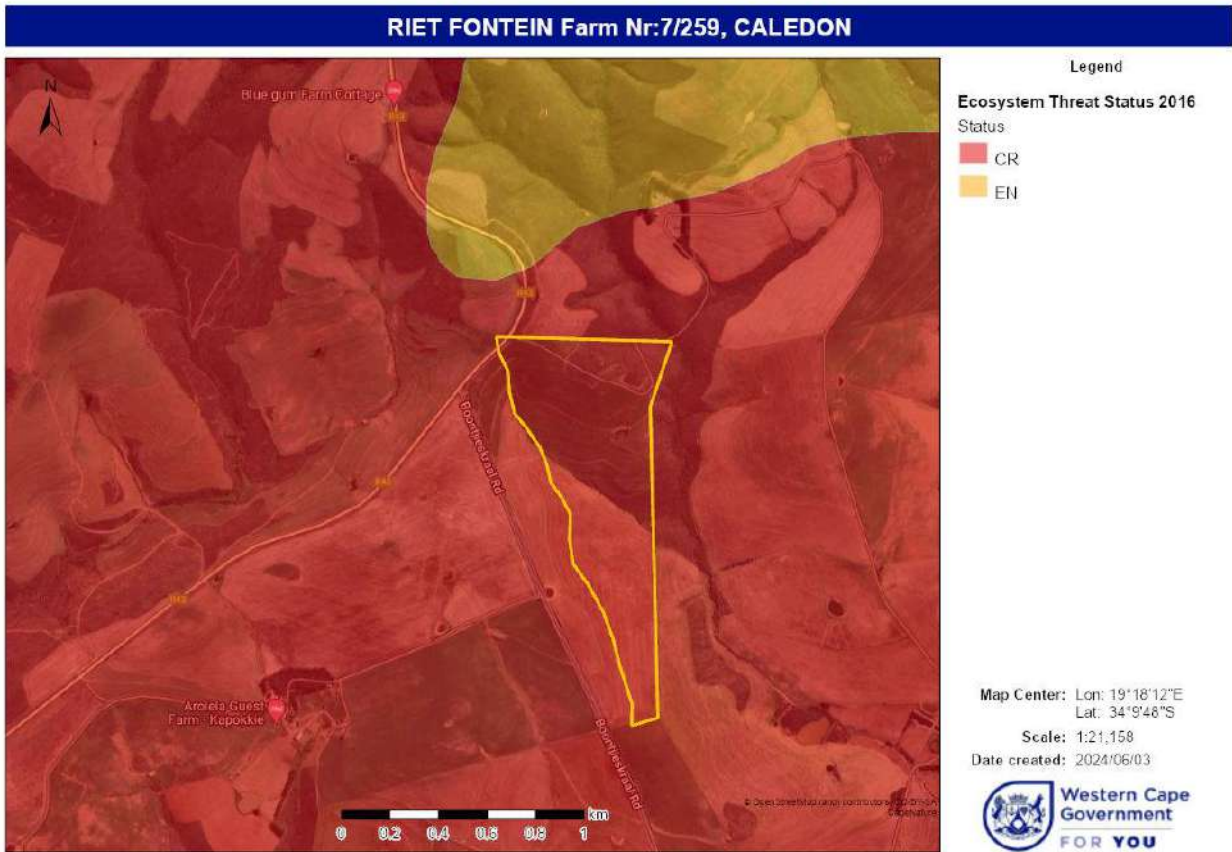 RIET FONTEIN Farm Nr:7/259, CALEDON
N
Blue gum Farm Cottage
R43
R43
Boontjieskraal Rd
R43
R43
Arolela Guest
Farm - Kapokkie
Boontjieskraal Rd
km
0 0.2 0.4 0.6 0.8 1
Legend
Ecosystem Threat Status 2016
Status
CR
EN
Map Center: Lon: 19°18'12"E
Lat: 34°9'48"S
Scale: 1:21,158
Date created: 2024/06/03
Western Cape
Government
FOR YOU